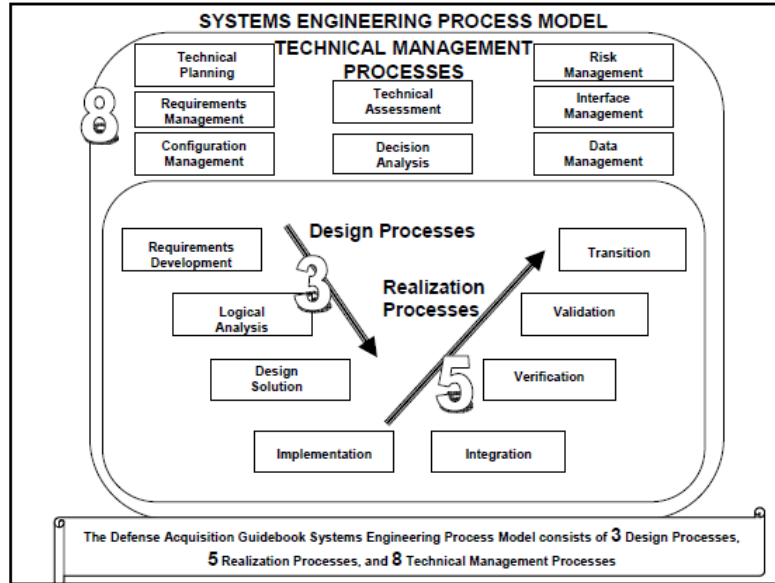 SYSTEMS ENGINEERING PROCESS MODEL
TECHNICAL MANAGEMENT
PROCESSES
Technical
Planning
Risk
Management
8
Requirements
Management
Technical
Assessment
Interface
Management
Configuration
Management
Decision
Analysis
Data
Management
Design Processes
Requirements
Development
3
Realization
Processes
Transition
Logical
Analysis
Validation
Design
Solution
5
Verification
Implementation
Integration
The Defense Acquisition Guidebook Systems Engineering Process Model consists of 3 Design Processes,
5 Realization Processes, and 8 Technical Management Processes